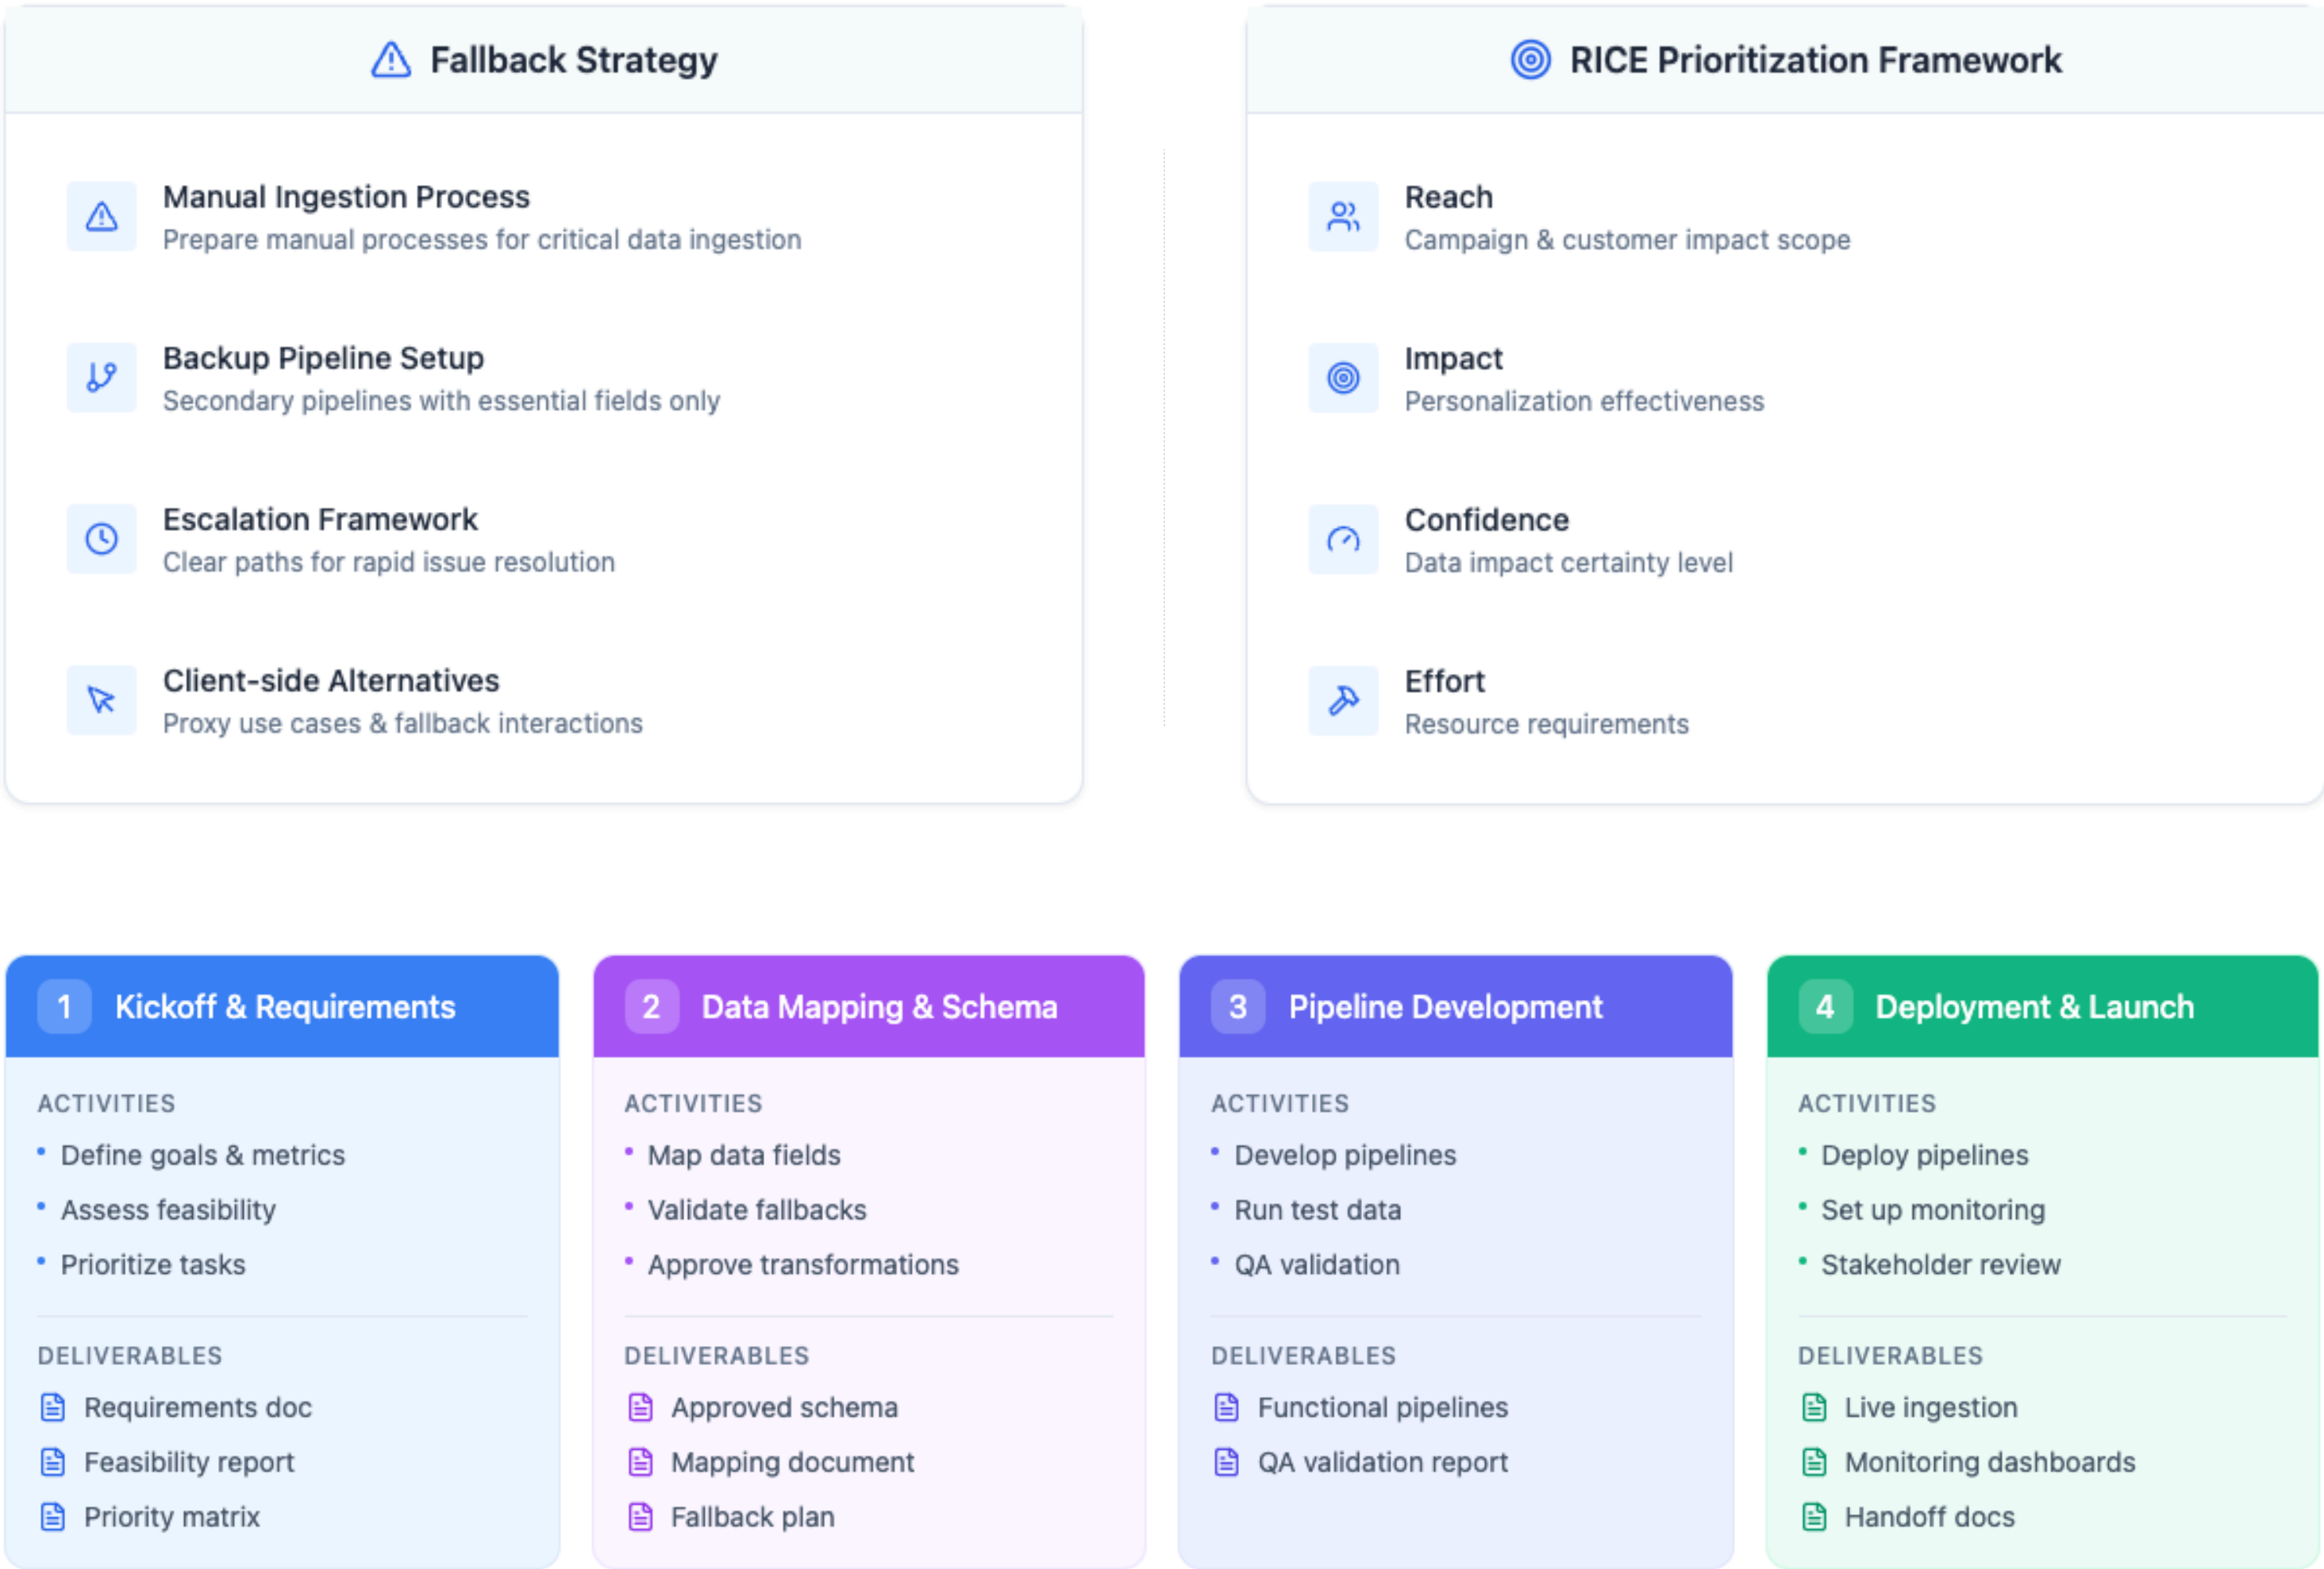 Fallback Strategy
Manual Ingestion Process
Prepare manual processes for critical data ingestion
Backup Pipeline Setup
Secondary pipelines with essential fields only
Escalation Framework
Clear paths for rapid issue resolution
Client-side Alternatives
Proxy use cases & fallback interactions
RICE Prioritization Framework
Reach
Campaign & customer impact scope
Impact
Personalization effectiveness
Confidence
Data impact certainty level
Effort
Resource requirements
1 Kickoff & Requirements
ACTIVITIES
• Define goals & metrics
• Assess feasibility
• Prioritize tasks
DELIVERABLES
Requirements doc
Feasibility report
Priority matrix
2 Data Mapping & Schema
ACTIVITIES
• Map data fields
• Validate fallbacks
• Approve transformations
DELIVERABLES
Approved schema
Mapping document
Fallback plan
3 Pipeline Development
ACTIVITIES
• Develop pipelines
• Run test data
• QA validation
DELIVERABLES
Functional pipelines
QA validation report
4 Deployment & Launch
ACTIVITIES
• Deploy pipelines
• Set up monitoring
• Stakeholder review
DELIVERABLES
Live ingestion
Monitoring dashboards
Handoff docs